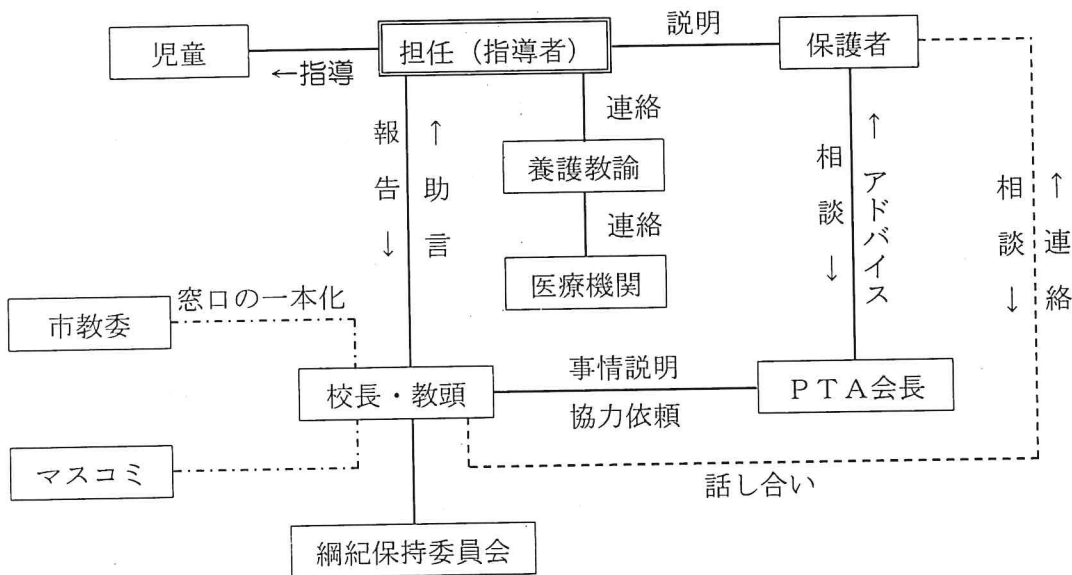 児童
担任（指導者）
説明
保護者
←指導
報告↓
↑助言
連絡
養護教諭
連絡
医療機関
相談↓
↑アドバイス
相談↓
↑連絡
市教委
窓口の一本化
校長・教頭
事情説明
協力依頼
ＰＴＡ会長
マスコミ
話し合い
綱紀保持委員会